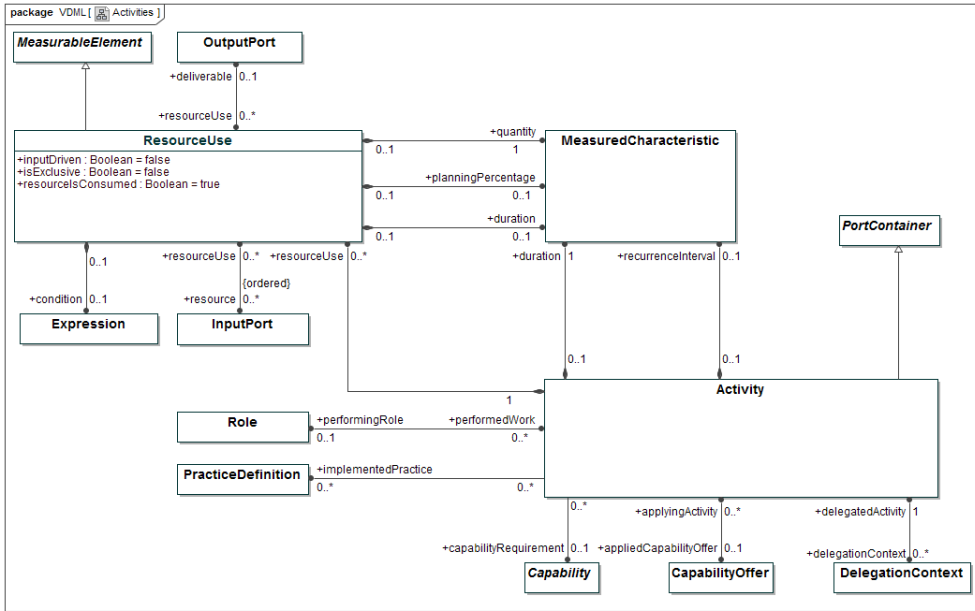 package VDML [ Activities ]
MeasurableElement
OutputPort
+deliverable 0..1
+resourceUse 0..*
ResourceUse
+inputDriven : Boolean = false
+isExclusive : Boolean = false
+resourceIsConsumed : Boolean = true
+quantity
0..1 1
+planningPercentage
0..1 0..1
+duration
0..1 0..1
MeasuredCharacteristic
PortContainer
0..1
+condition 0..1
Expression
+resourceUse 0..*
{ordered}
+resource 0..*
InputPort
+resourceUse 0..*
1
+duration 1
0..1
+recurrenceInterval 0..1
0..1
Activity
Role
+performingRole +performedWork
0..1 0..*
PracticeDefinition
+implementedPractice
0..* 0..*
0..*
+capabilityRequirement 0..1
Capability
+applyingActivity 0..*
+appliedCapabilityOffer 0..1
CapabilityOffer
+delegatedActivity 1
+delegationContext 0..*
DelegationContext